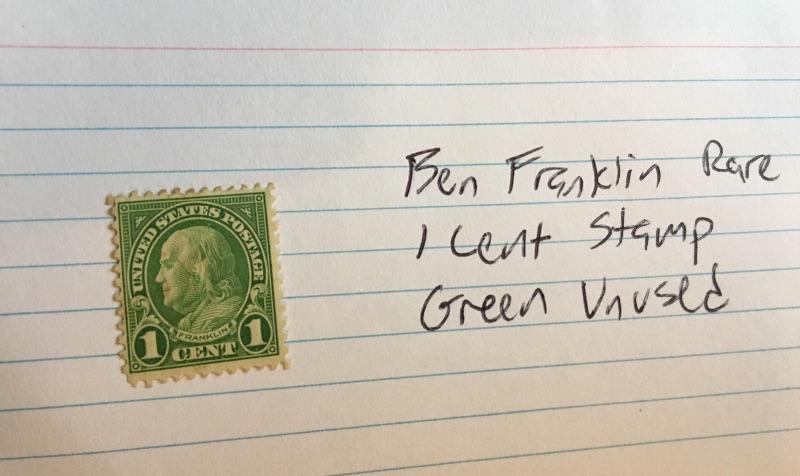 UNITED STATES POSTAGE
FRANKLIN
1 CENT 1
Ben Franklin Rare
1 Cent Stamp
Green Unused